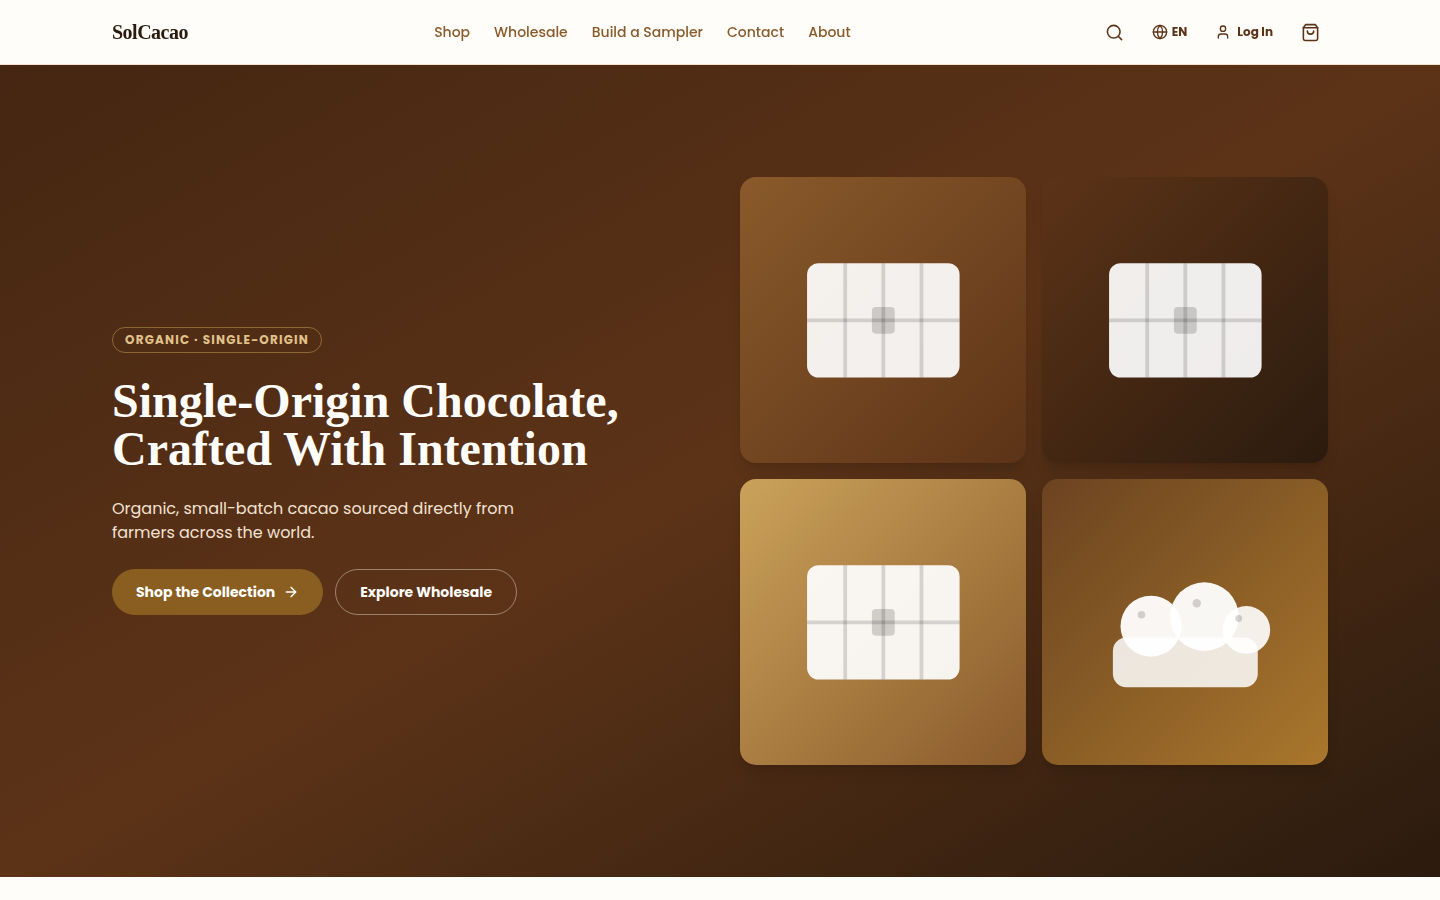 SolCacao
Shop
Wholesale
Build a Sampler
Contact
About
EN
Log In
ORGANIC · SINGLE-ORIGIN
Single-Origin Chocolate,
Crafted With Intention
Organic, small-batch cacao sourced directly from
farmers across the world.
Shop the Collection
Explore Wholesale